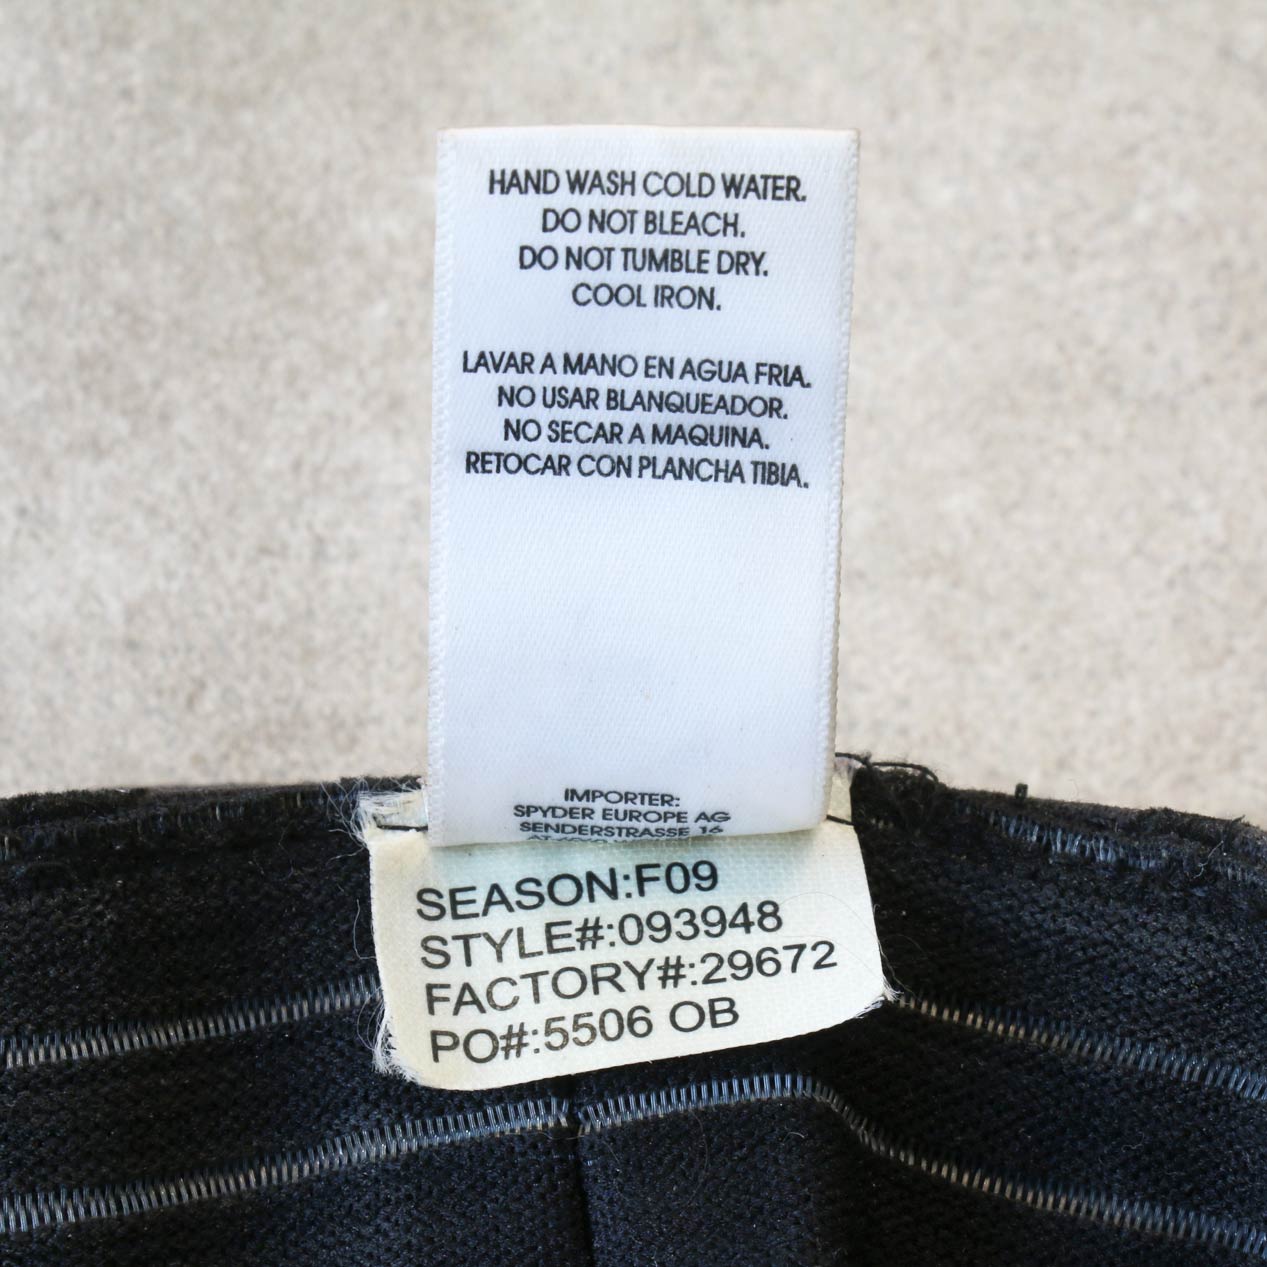 HAND WASH COLD WATER.
DO NOT BLEACH.
DO NOT TUMBLE DRY.
COOL IRON.
LAVAR A MANO EN AGUA FRIA.
NO USAR BLANQUEADOR.
NO SECAR A MAQUINA.
RETOCAR CON PLANCHA TIBIA.
IMPORTER:
SPYDER EUROPE AG
SENDERSTRASSE 16
SEASON:F09
STYLE#:093948
FACTORY#:29672
PO#:5506 OB